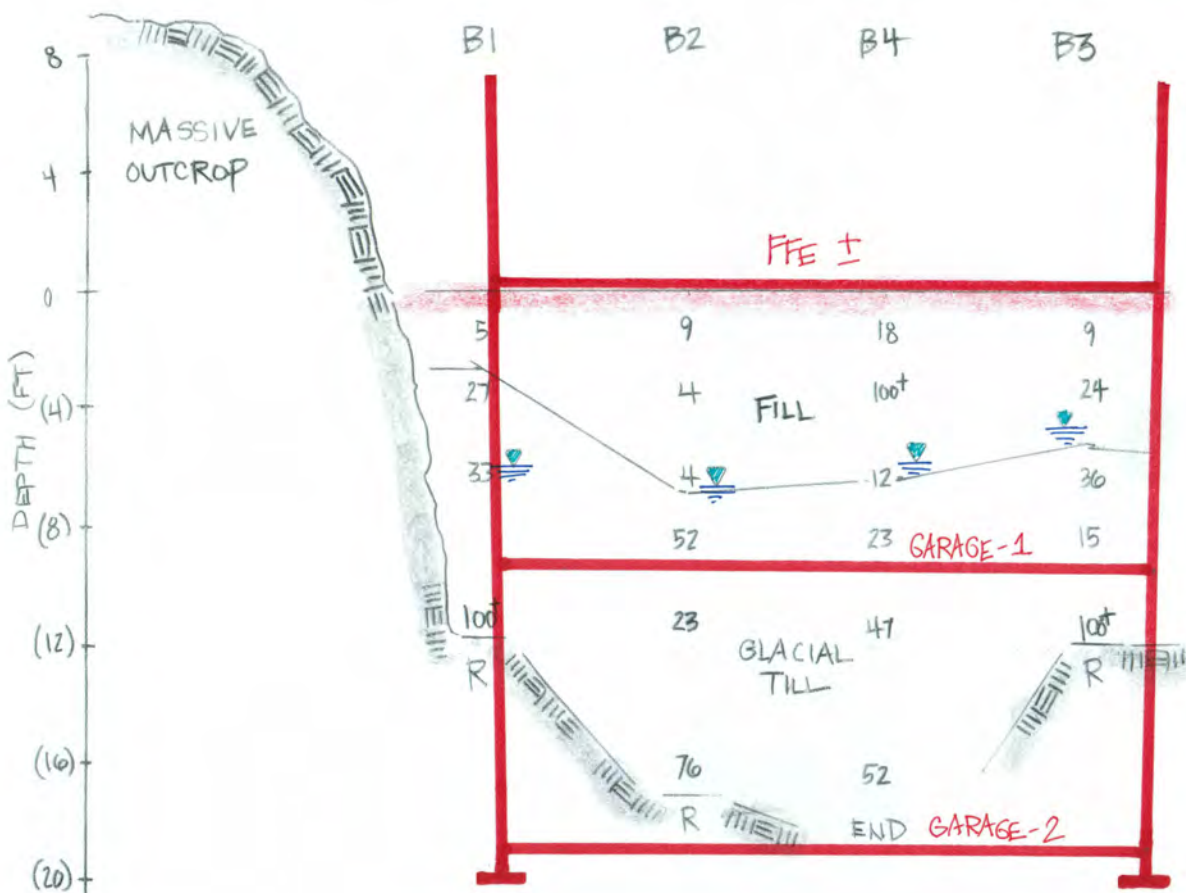 B1 B2 B4 B3
8
MASSIVE
OUTCROP
4
FFE ±
0
5 9 18 9
DEPTH (FT)
27 4 FILL 100+ 24
(4)
33 4 12 36
(8)
52 23 GARAGE-1 15
100+ 23 47 100+
(12)
GLACIAL
TILL
R R
(16)
76 52
R END GARAGE-2
(20)